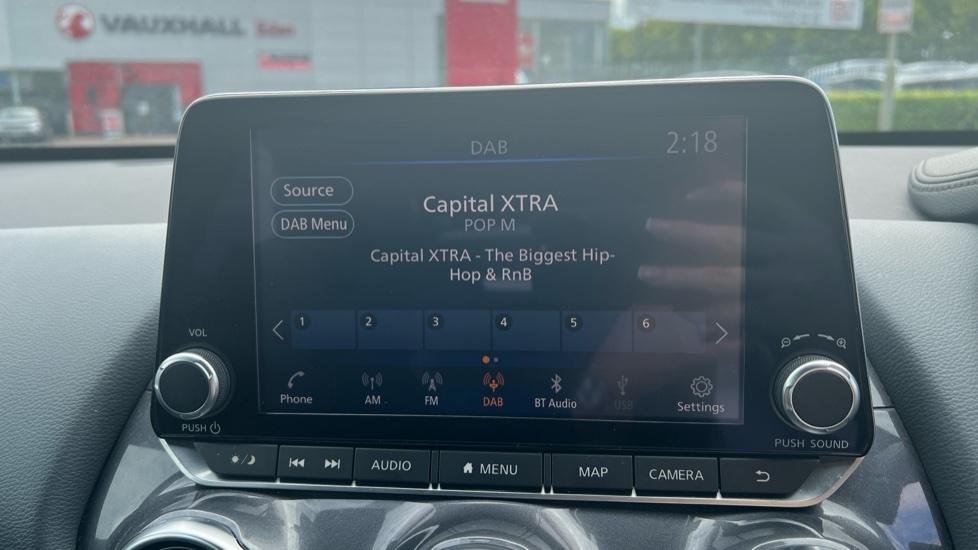 VAUXHALL
Eden
DAB
2:18
Source
Capital XTRA
DAB Menu
POP M
Capital XTRA - The Biggest Hip-
Hop & RnB
1 2 3 4 5 6
VOL
Phone AM FM DAB BT Audio USB Settings
PUSH
PUSH SOUND
AUDIO MENU MAP CAMERA